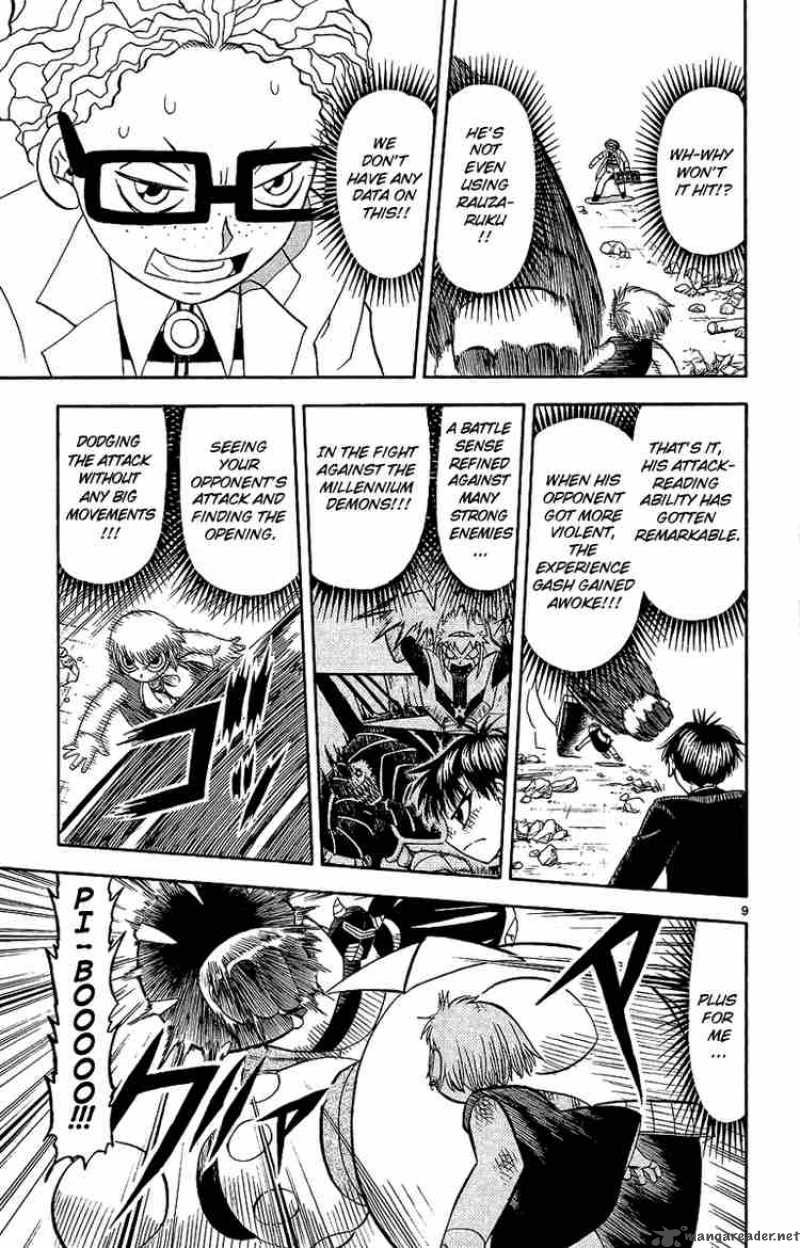 WH-WHY
WON'T
IT HIT!?
HE'S
NOT
EVEN
USING
RAUZA-
RUKU
!!
WE
DON'T
HAVE ANY
DATA ON
THIS!!
THAT'S IT,
HIS ATTACK-
READING
ABILITY HAS
GOTTEN
REMARKABLE.
WHEN HIS
OPPONENT
GOT MORE
VIOLENT,
THE
EXPERIENCE
GASH GAINED
AWOKE!!!
A BATTLE
SENSE
REFINED
AGAINST
MANY
STRONG
ENEMIES
...
IN THE FIGHT
AGAINST THE
MILLENNIUM
DEMONS!!!
SEEING
YOUR
OPPONENT'S
ATTACK AND
FINDING THE
OPENING.
DODGING
THE ATTACK
WITHOUT
ANY BIG
MOVEMENTS
!!!
ゴッ
9
PLUS
FOR
ME
...
PI-BOOOOO!!!
mangareader.net